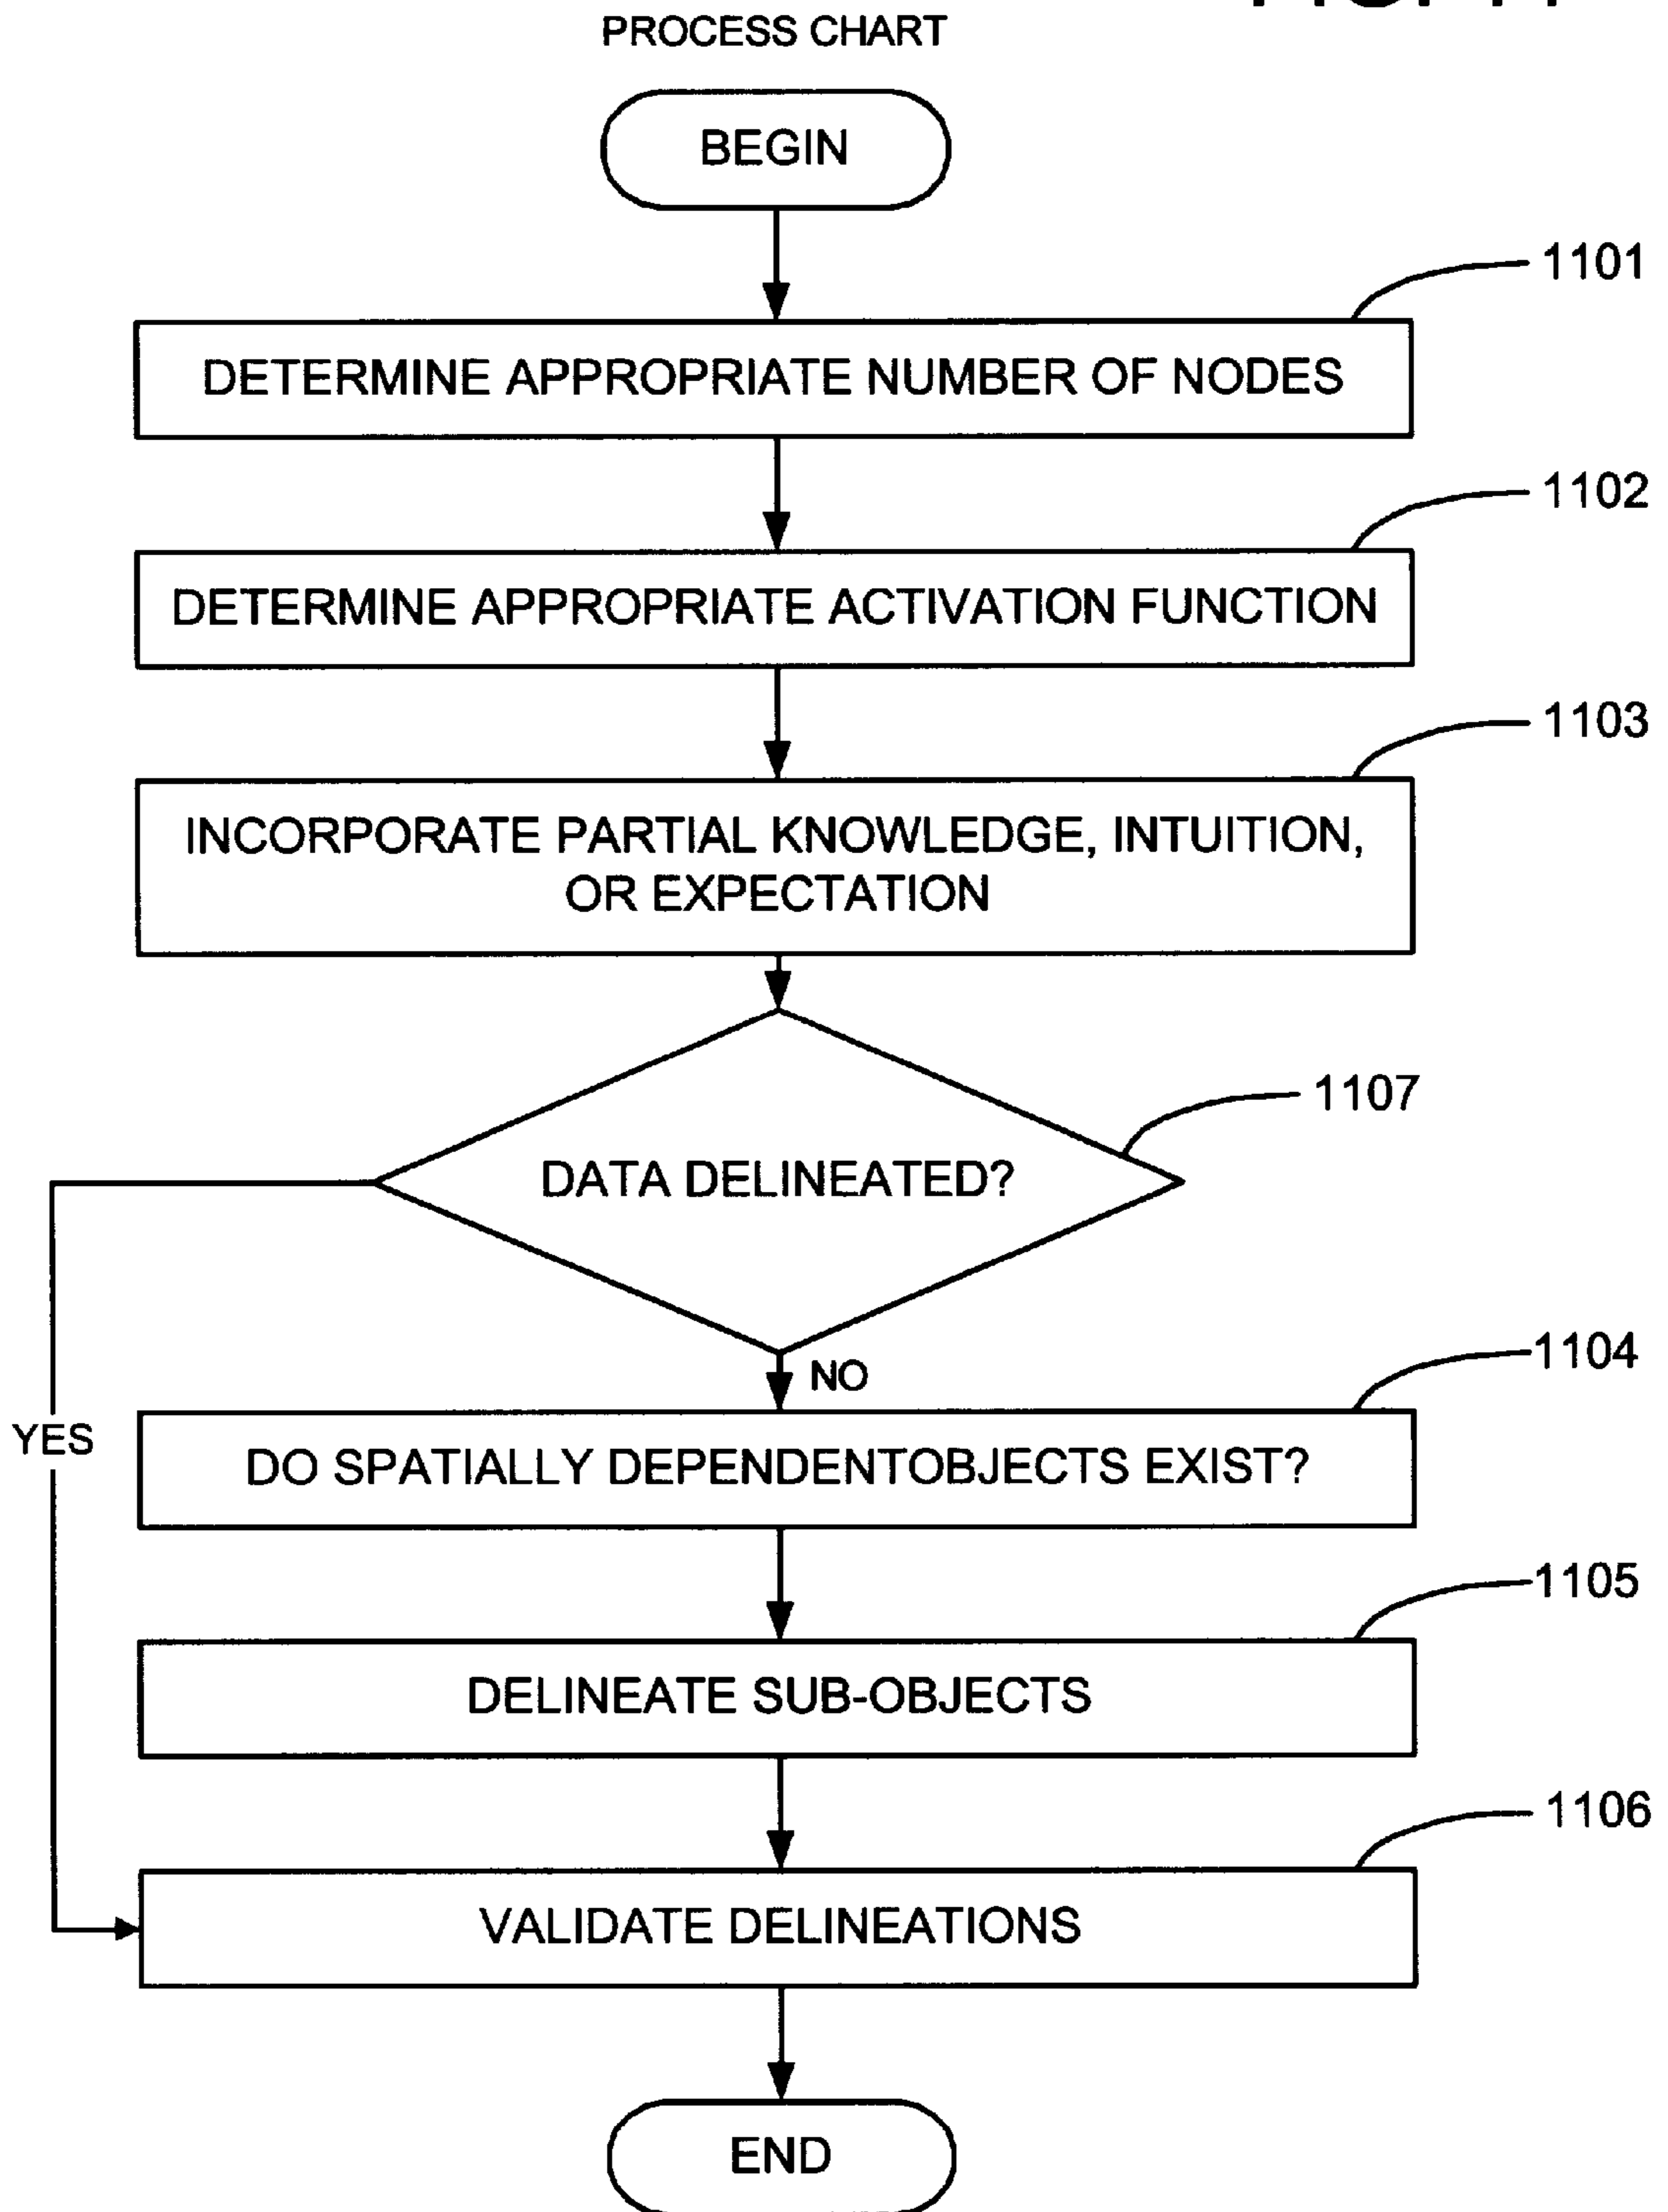 PROCESS CHART
BEGIN
1101
DETERMINE APPROPRIATE NUMBER OF NODES
1102
DETERMINE APPROPRIATE ACTIVATION FUNCTION
1103
INCORPORATE PARTIAL KNOWLEDGE, INTUITION,
OR EXPECTATION
1107
DATA DELINEATED?
NO
1104
YES
DO SPATIALLY DEPENDENTOBJECTS EXIST?
1105
DELINEATE SUB-OBJECTS
1106
VALIDATE DELINEATIONS
END